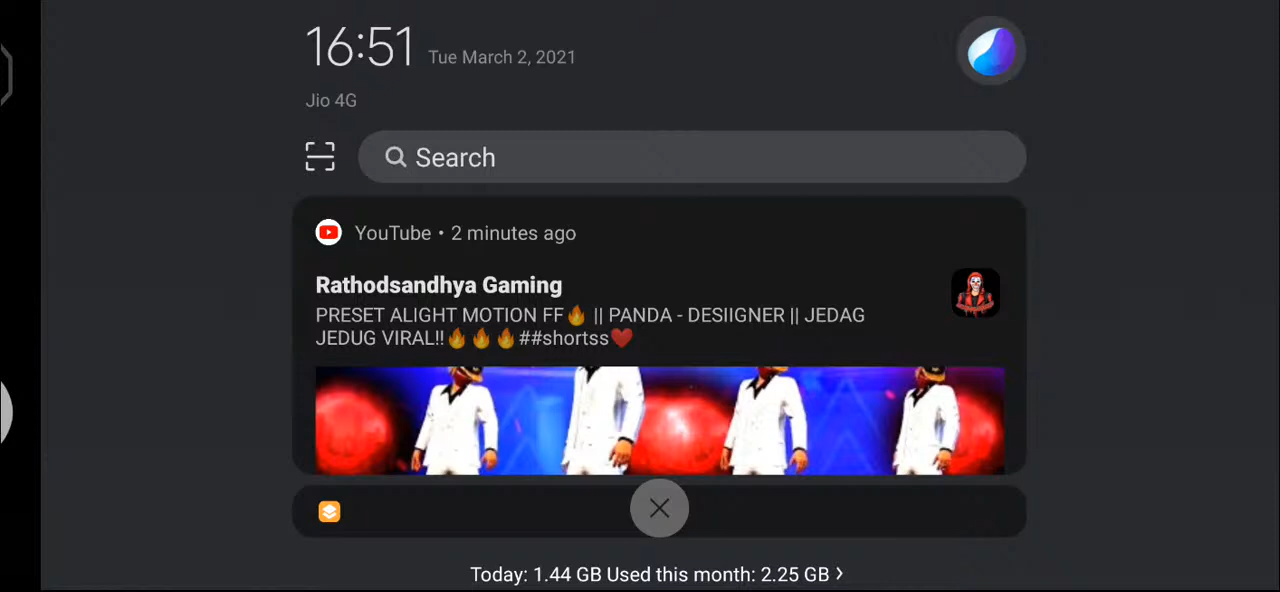 16:51 Tue March 2, 2021
Jio 4G
Search
YouTube • 2 minutes ago
Rathodsandhya Gaming
PRESET ALIGHT MOTION FF🔥 || PANDA - DESIIGNER || JEDAG
JEDUG VIRAL!!🔥🔥🔥##shortss❤️
Today: 1.44 GB Used this month: 2.25 GB ›